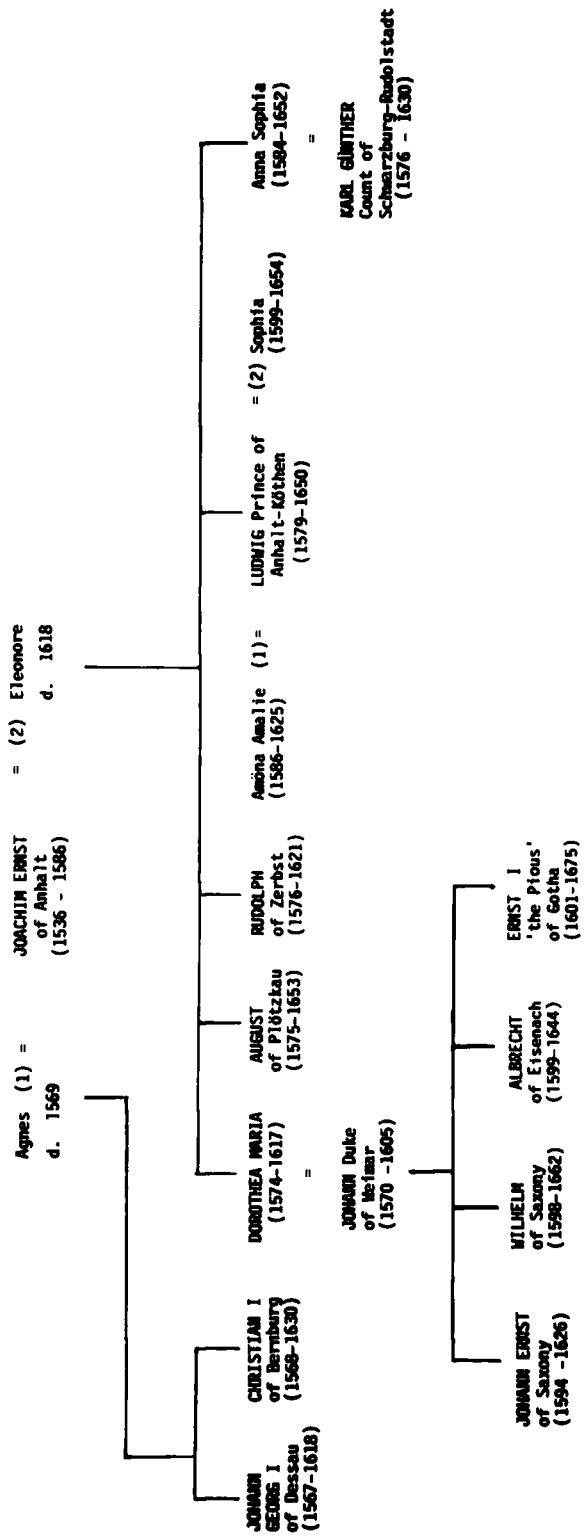 Agnes (1) =
d. 1569
JOACHIM ERNST
of Anhalt
(1536 - 1586)
= (2) Eleonore
d. 1618
JOHANN
GEORG I
of Dessau
(1567-1618)
CHRISTIAN I
of Bernburg
(1568-1630)
DOROTHEA MARIA
(1574-1617)
=
AUGUST
of Plötzkau
(1575-1653)
RUDOLPH
of Zerbst
(1576-1621)
Amöna Amalie (1) =
(1586-1625)
LUDWIG Prince of
Anhalt-Köthen
(1579-1650)
= (2) Sophia
(1599-1654)
Anna Sophia
(1584-1652)
=
KARL GÜNTHER
Count of
Schwarzburg-Rudolstadt
(1576 - 1630)
JOHANN Duke
of Weimar
(1570 -1605)
JOHANN ERNST
of Saxony
(1594 -1626)
WILHELM
of Saxony
(1598-1662)
ALBRECHT
of Eisenach
(1599-1644)
ERNST I
'the Pious'
of Gotha
(1601-1675)